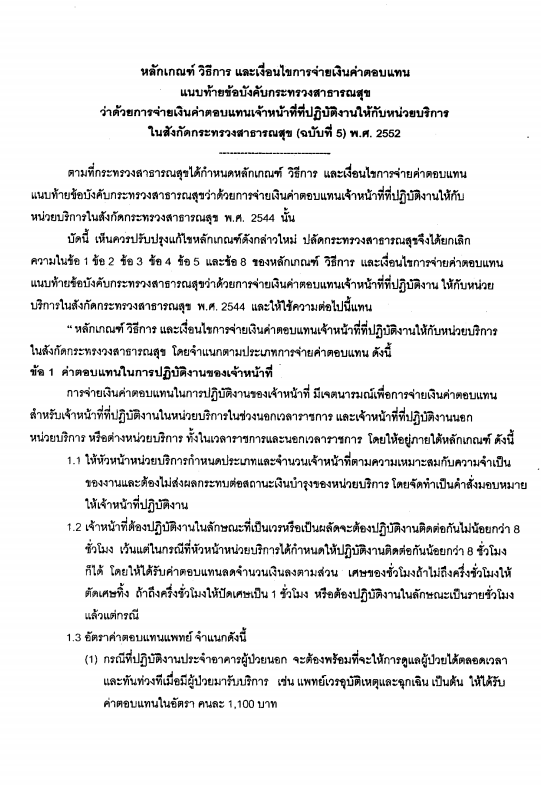 หลักเกณฑ์ วิธีการ และเงื่อนไขการจ่ายเงินค่าตอบแทน
แนบท้ายข้อบังคับกระทรวงสาธารณสุข
ว่าด้วยการจ่ายเงินค่าตอบแทนเจ้าหน้าที่ที่ปฏิบัติงานให้กับหน่วยบริการ
ในสังกัดกระทรวงสาธารณสุข (ฉบับที่ 5) พ.ศ. 2552
--------------------------------
ตามที่กระทรวงสาธารณสุขได้กำหนดหลักเกณฑ์ วิธีการ และเงื่อนไขการจ่ายค่าตอบแทน
แนบท้ายข้อบังคับกระทรวงสาธารณสุขว่าด้วยการจ่ายเงินค่าตอบแทนเจ้าหน้าที่ที่ปฏิบัติงานให้กับ
หน่วยบริการในสังกัดกระทรวงสาธารณสุข พ.ศ. 2544 นั้น
บัดนี้ เห็นควรปรับปรุงแก้ไขหลักเกณฑ์ดังกล่าวใหม่ ปลัดกระทรวงสาธารณสุขจึงได้ยกเลิก
ความในข้อ 1 ข้อ 2 ข้อ 3 ข้อ 4 ข้อ 5 และข้อ 8 ของหลักเกณฑ์ วิธีการ และเงื่อนไขการจ่ายค่าตอบแทน
แนบท้ายข้อบังคับกระทรวงสาธารณสุขว่าด้วยการจ่ายเงินค่าตอบแทนเจ้าหน้าที่ที่ปฏิบัติงาน ให้กับหน่วย
บริการในสังกัดกระทรวงสาธารณสุข พ.ศ. 2544 และให้ใช้ความต่อไปนี้แทน
“ หลักเกณฑ์ วิธีการ และเงื่อนไขการจ่ายเงินค่าตอบแทนเจ้าหน้าที่ที่ปฏิบัติงานให้กับหน่วยบริการ
ในสังกัดกระทรวงสาธารณสุข โดยจำแนกตามประเภทการจ่ายค่าตอบแทน ดังนี้
ข้อ 1 ค่าตอบแทนในการปฏิบัติงานของเจ้าหน้าที่
การจ่ายเงินค่าตอบแทนในการปฏิบัติงานของเจ้าหน้าที่ มีเจตนารมณ์เพื่อการจ่ายเงินค่าตอบแทน
สำหรับเจ้าหน้าที่ที่ปฏิบัติงานในหน่วยบริการในช่วงนอกเวลาราชการ และเจ้าหน้าที่ที่ปฏิบัติงานนอก
หน่วยบริการ หรือต่างหน่วยบริการ ทั้งในเวลาราชการและนอกเวลาราชการ โดยให้อยู่ภายใต้หลักเกณฑ์ ดังนี้
1.1 ให้หัวหน้าหน่วยบริการกำหนดประเภทและจำนวนเจ้าหน้าที่ตามความเหมาะสมกับความจำเป็น
ของงานและต้องไม่ส่งผลกระทบต่อสถานะเงินบำรุงของหน่วยบริการ โดยจัดทำเป็นคำสั่งมอบหมาย
ให้เจ้าหน้าที่ปฏิบัติงาน
1.2 เจ้าหน้าที่ต้องปฏิบัติงานในลักษณะที่เป็นเวรหรือเป็นผลัดจะต้องปฏิบัติงานติดต่อกันไม่น้อยกว่า 8
ชั่วโมง เว้นแต่ในกรณีที่หัวหน้าหน่วยบริการได้กำหนดให้ปฏิบัติงานติดต่อกันน้อยกว่า 8 ชั่วโมง
ก็ได้ โดยให้ได้รับค่าตอบแทนลดจำนวนเงินลงตามส่วน เศษของชั่วโมงถ้าไม่ถึงครึ่งชั่วโมงให้
ตัดเศษทิ้ง ถ้าถึงครึ่งชั่วโมงให้ปัดเศษเป็น 1 ชั่วโมง หรือต้องปฏิบัติงานในลักษณะเป็นรายชั่วโมง
แล้วแต่กรณี
1.3 อัตราค่าตอบแทนแพทย์ จำแนกดังนี้
(1) กรณีที่ปฏิบัติงานประจำอาคารผู้ป่วยนอก จะต้องพร้อมที่จะให้การดูแลผู้ป่วยได้ตลอดเวลา
และทันท่วงทีเมื่อมีผู้ป่วยมารับบริการ เช่น แพทย์เวรอุบัติเหตุและฉุกเฉิน เป็นต้น ให้ได้รับ
ค่าตอบแทนในอัตรา คนละ 1,100 บาท